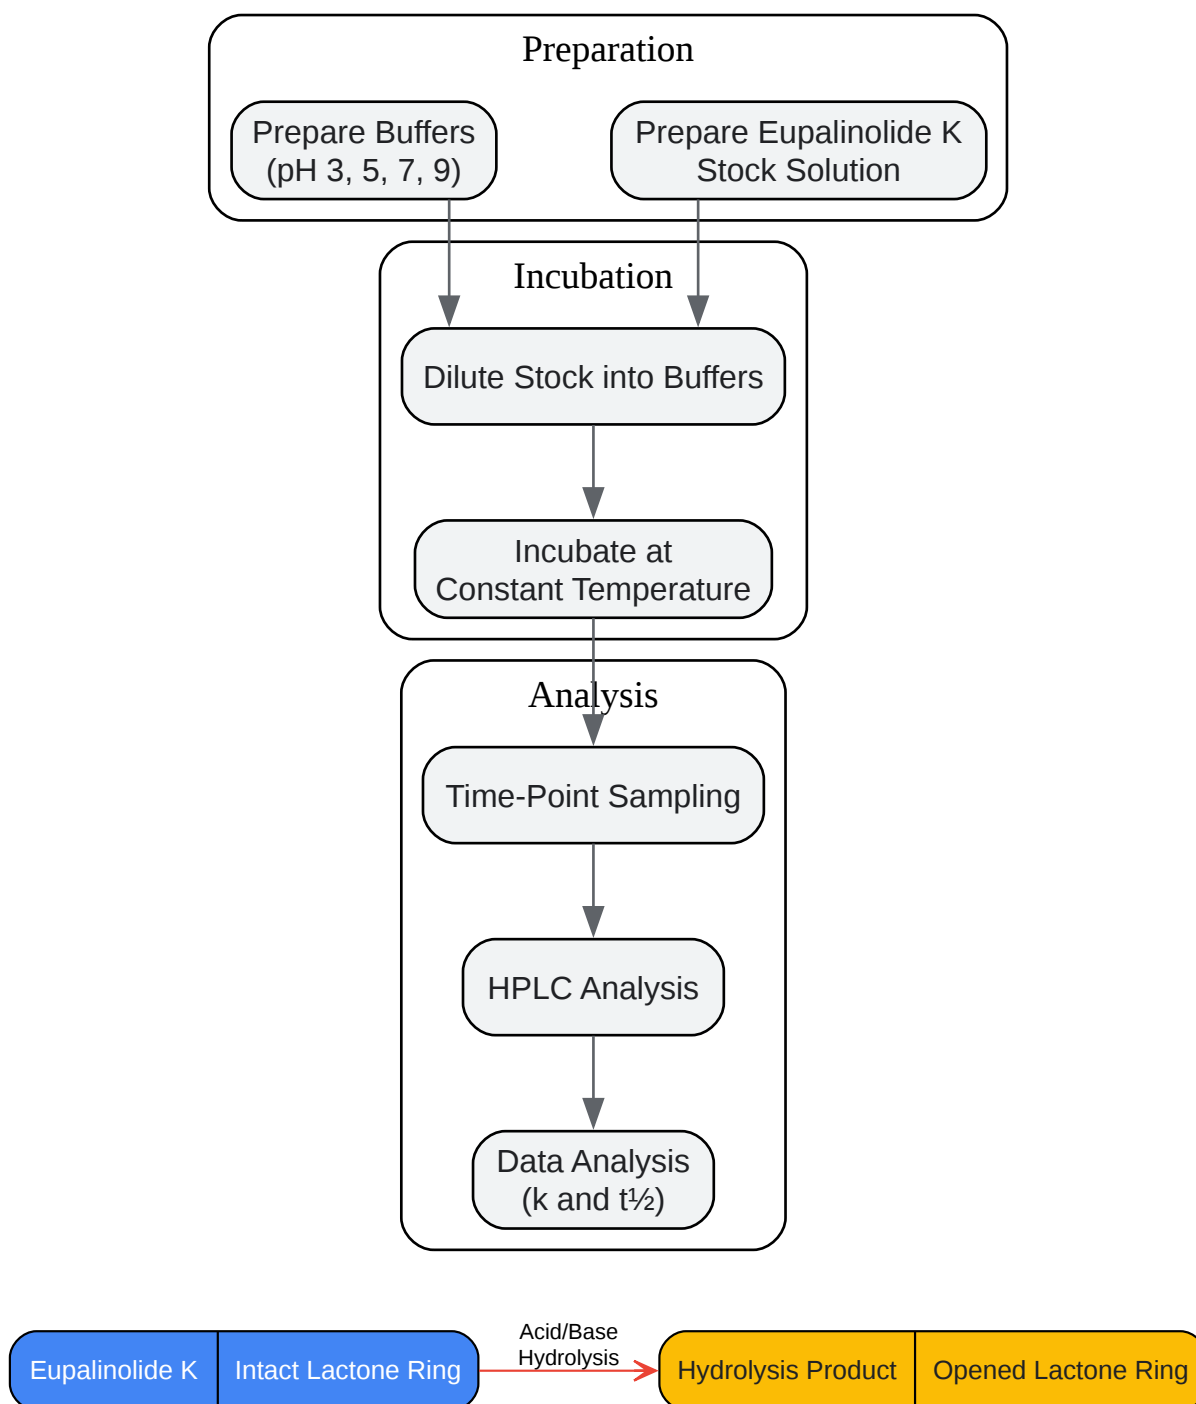 Preparation
Prepare Buffers
(pH 3, 5, 7, 9)
Prepare Eupalinolide K
Stock Solution
Incubation
Dilute Stock into Buffers
Incubate at
Constant Temperature
Analysis
Time-Point Sampling
HPLC Analysis
Data Analysis
(k and t½)
Eupalinolide K
Intact Lactone Ring
Acid/Base
Hydrolysis
Hydrolysis Product
Opened Lactone Ring